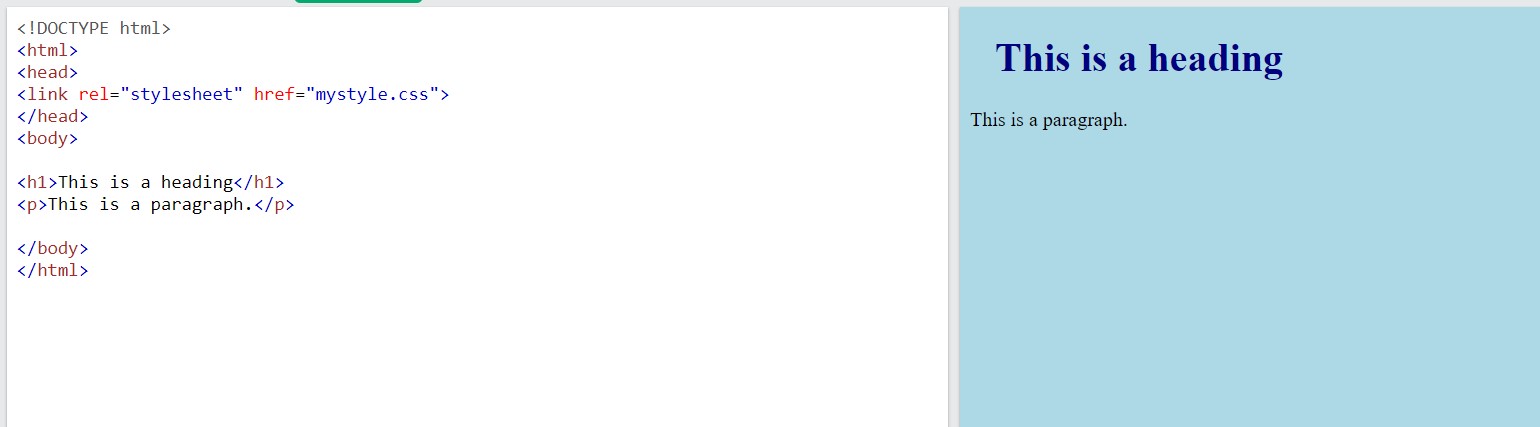 <!DOCTYPE html>
<html>
<head>
<link rel="stylesheet" href="mystyle.css">
</head>
<body>
<h1>This is a heading</h1>
<p>This is a paragraph.</p>
</body>
</html>
This is a heading
This is a paragraph.